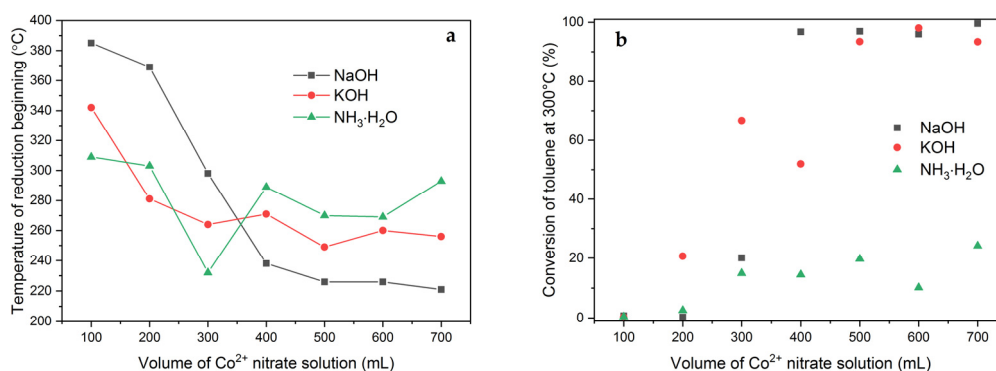 400
380
360
340
320
300
280
260
240
220
200
Temperature of reduction beginning (°C)
a
NaOH
KOH
NH₃·H₂O
100 200 300 400 500 600 700
Volume of Co²⁺ nitrate solution (mL)
100
80
60
40
20
0
Conversion of toluene at 300°C (%)
b
NaOH
KOH
NH₃·H₂O
100 200 300 400 500 600 700
Volume of Co²⁺ nitrate solution (mL)